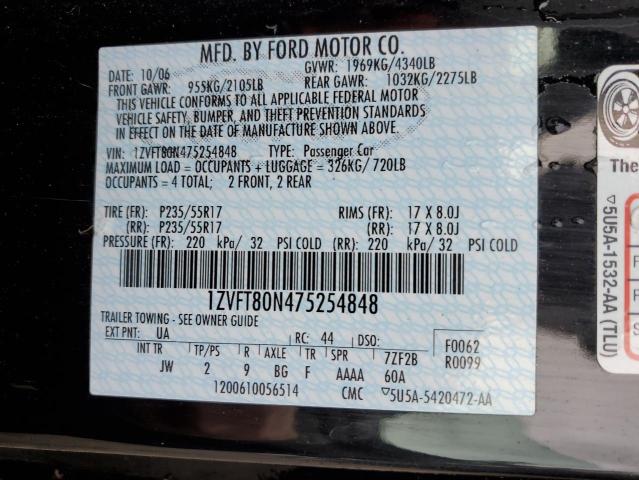 MFD. BY FORD MOTOR CO.
DATE: 10/06 GVWR: 1969KG/4340LB
FRONT GAWR: 955KG/2105LB REAR GAWR: 1032KG/2275LB
THIS VEHICLE CONFORMS TO ALL APPLICABLE FEDERAL MOTOR
VEHICLE SAFETY, BUMPER, AND THEFT PREVENTION STANDARDS
IN EFFECT ON THE DATE OF MANUFACTURE SHOWN ABOVE.
VIN: 1ZVFT80N475254848 TYPE: Passenger Car
MAXIMUM LOAD = OCCUPANTS + LUGGAGE = 326KG/720LB
OCCUPANTS = 4 TOTAL; 2 FRONT, 2 REAR
TIRE (FR): P235/55R17 RIMS (FR): 17 X 8.0J
(RR): P235/55R17 (RR): 17 X 8.0J
PRESSURE (FR): 220 kPa/ 32 PSI COLD (RR): 220 kPa/ 32 PSI COLD
1ZVFT80N475254848
TRAILER TOWING - SEE OWNER GUIDE
EXT PNT: UA RC: 44 DSO: F0062
INT TR TP/PS R AXLE TR SPR 7ZF2B R0099
JW 2 9 BG F AAAA 60A
1200610056514 CMC ▽5U5A-5420472-AA
▽5U5A-1532-AA (TLU)